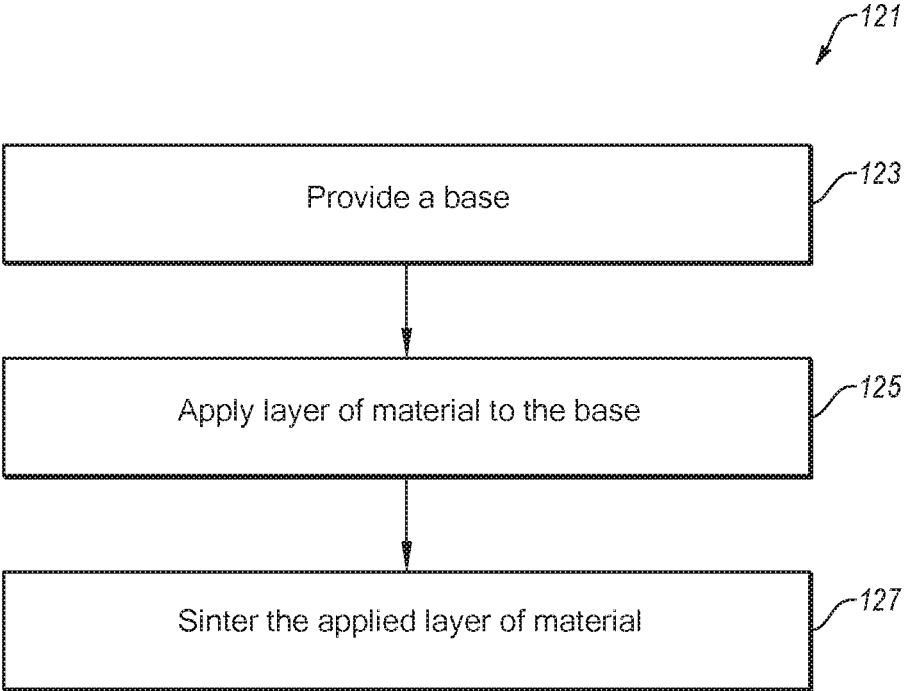 121
Provide a base
123
Apply layer of material to the base
125
Sinter the applied layer of material
127